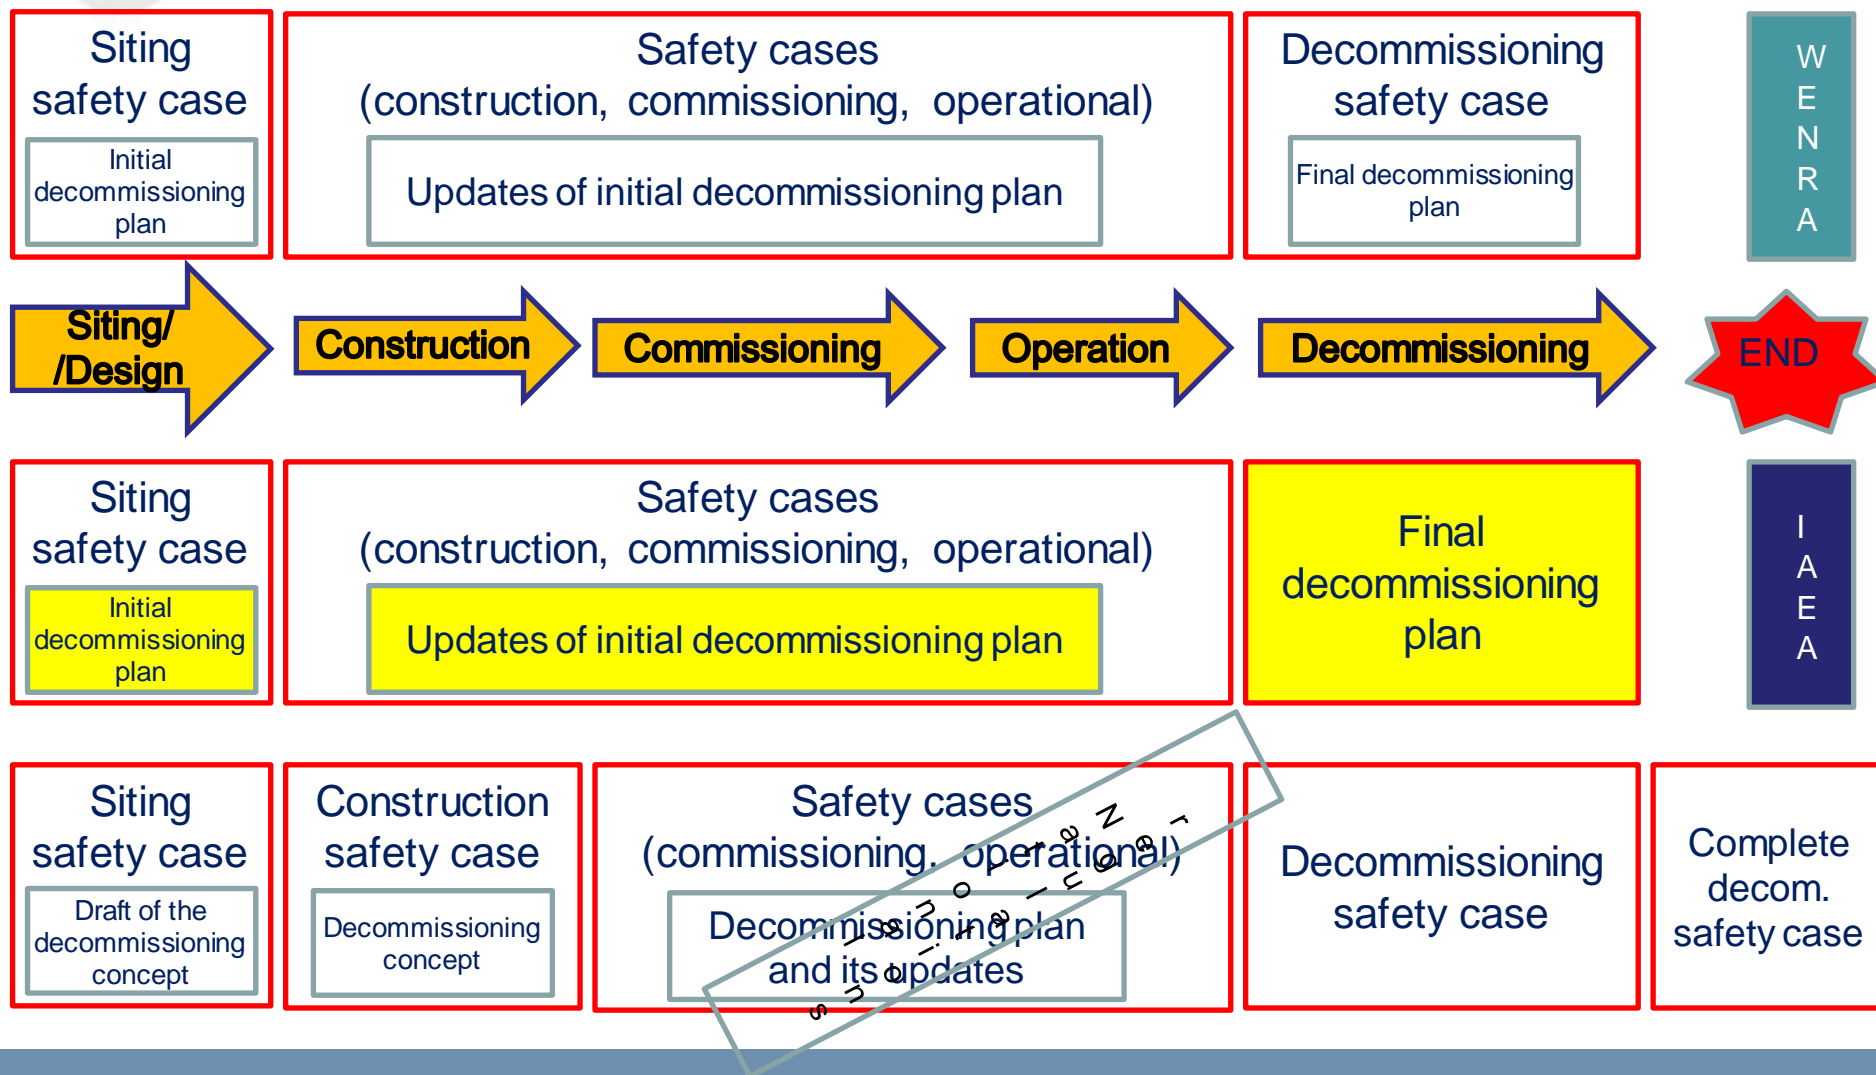 Siting
safety case
Initial
decommissioning
plan
Safety cases
(construction, commissioning, operational)
Updates of initial decommissioning plan
Decommissioning
safety case
Final decommissioning
plan
W
E
N
R
A
Siting/
/Design
Construction
Commissioning
Operation
Decommissioning
END
Siting
safety case
Initial
decommissioning
plan
Safety cases
(construction, commissioning, operational)
Updates of initial decommissioning plan
Final
decommissioning
plan
I
A
E
A
Siting
safety case
Draft of the
decommissioning
concept
Construction
safety case
Decommissioning
concept
Safety cases
(commissioning, operational)
Decommissioning plan
and its updates
National
regulations
Decommissioning
safety case
Complete
decom.
safety case